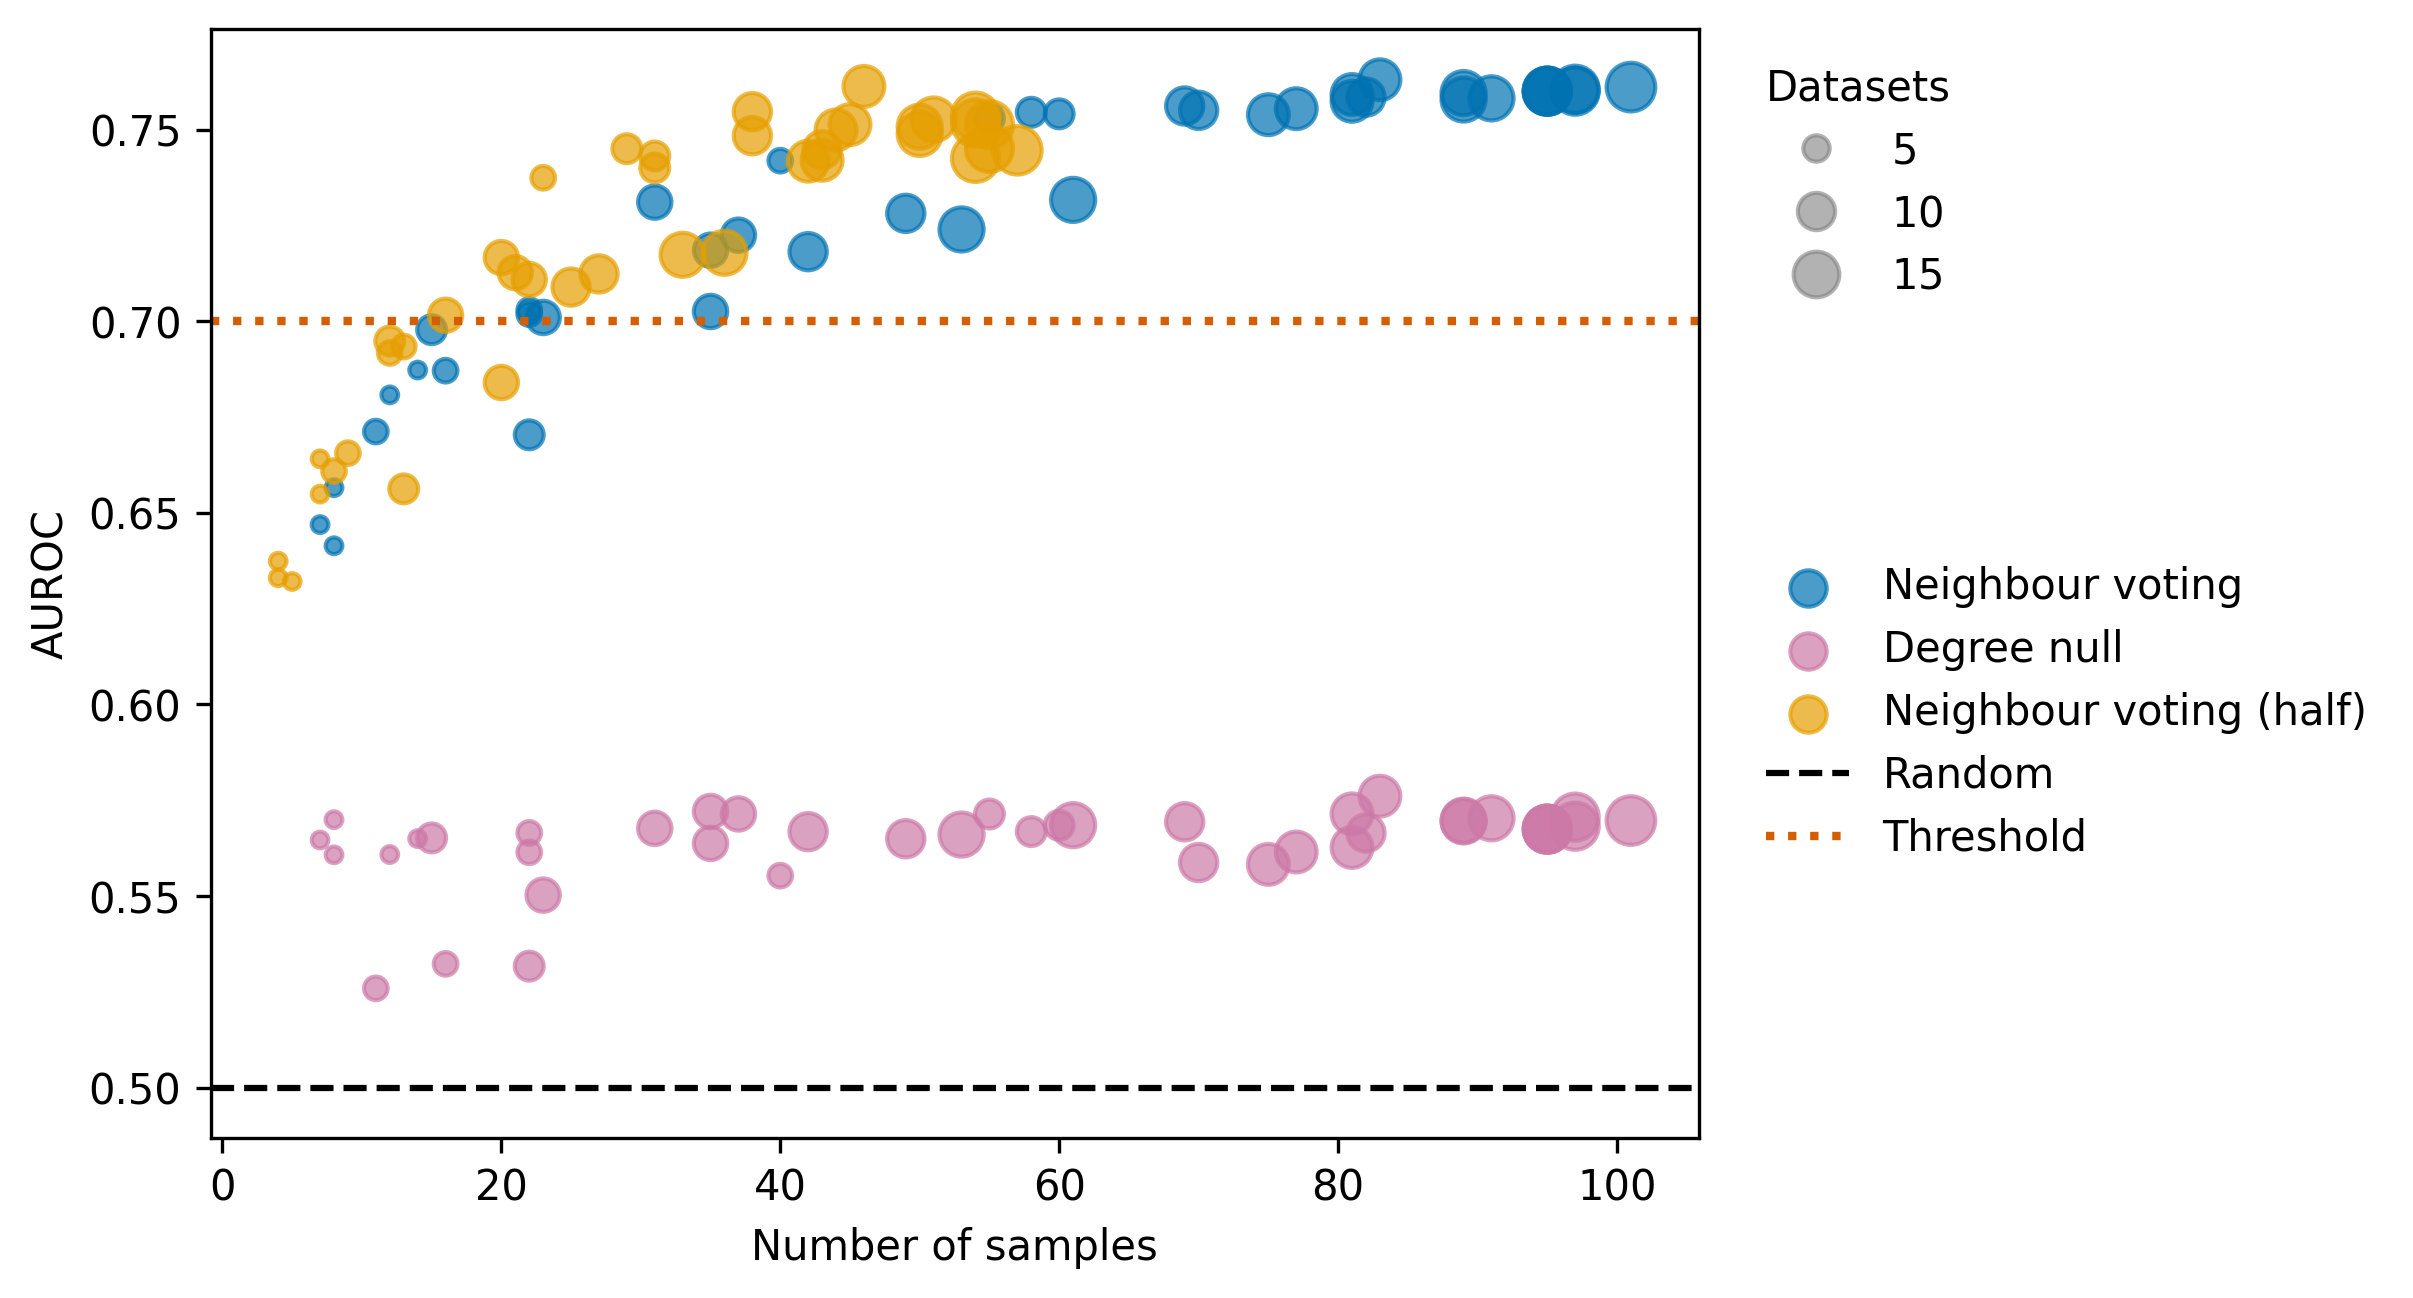 AUROC
0.75
0.70
0.65
0.60
0.55
0.50
0
20
40
60
80
100
Number of samples
Datasets
5
10
15
Neighbour voting
Degree null
Neighbour voting (half)
Random
Threshold